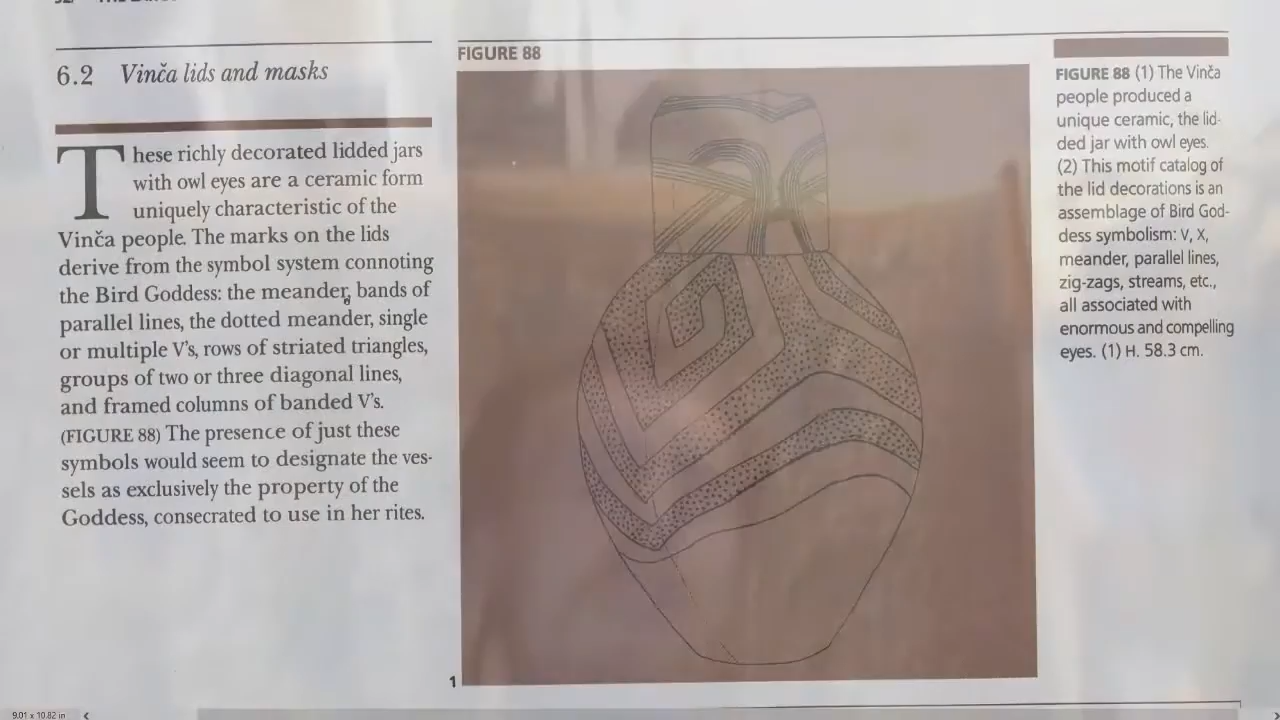 6.2 Vinča lids and masks
These richly decorated lidded jars
with owl eyes are a ceramic form
uniquely characteristic of the
Vinča people. The marks on the lids
derive from the symbol system connoting
the Bird Goddess: the meander, bands of
parallel lines, the dotted meander, single
or multiple V's, rows of striated triangles,
groups of two or three diagonal lines,
and framed columns of banded V's.
(FIGURE 88) The presence of just these
symbols would seem to designate the ves-
sels as exclusively the property of the
Goddess, consecrated to use in her rites.
FIGURE 88
1
FIGURE 88 (1) The Vinča
people produced a
unique ceramic, the lid-
ded jar with owl eyes.
(2) This motif catalog of
the lid decorations is an
assemblage of Bird God-
dess symbolism: V, X,
meander, parallel lines,
zig-zags, streams, etc.,
all associated with
enormous and compelling
eyes. (1) H. 58.3 cm.
9.01 x 10.82 in